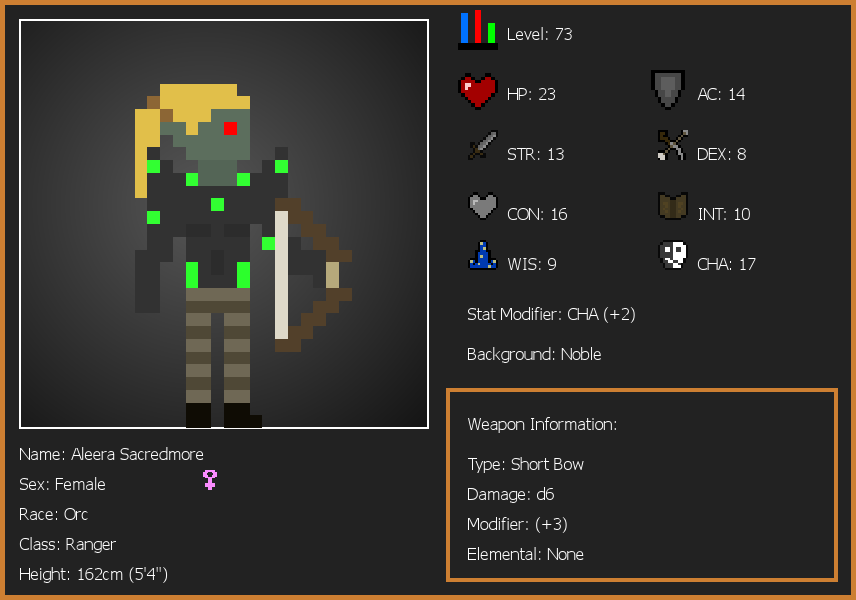 Level: 73
HP: 23
AC: 14
STR: 13
DEX: 8
CON: 16
INT: 10
WIS: 9
CHA: 17
Stat Modifier: CHA (+2)
Background: Noble
Weapon Information:
Type: Short Bow
Damage: d6
Modifier: (+3)
Elemental: None
Name: Aleera Sacredmore
Sex: Female
Race: Orc
Class: Ranger
Height: 162cm (5'4")